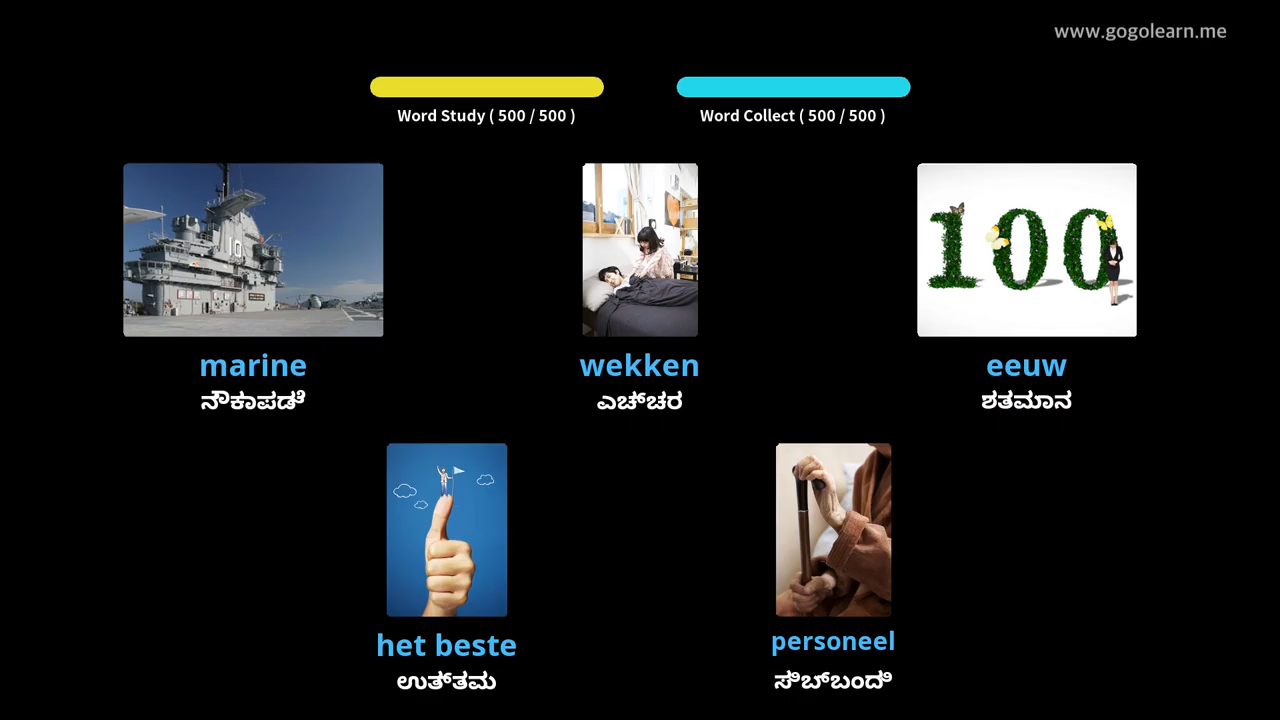 www.gogolearn.me
Word Study ( 500 / 500 )
Word Collect ( 500 / 500 )
10
marine
wekken
eeuw
ನೌಕಾಪಡೆ
ಎಚ್ಚರ
ಶತಮಾನ
het beste
personeel
ಉತ್ತಮ
ಸಿಬ್ಬಂದಿ